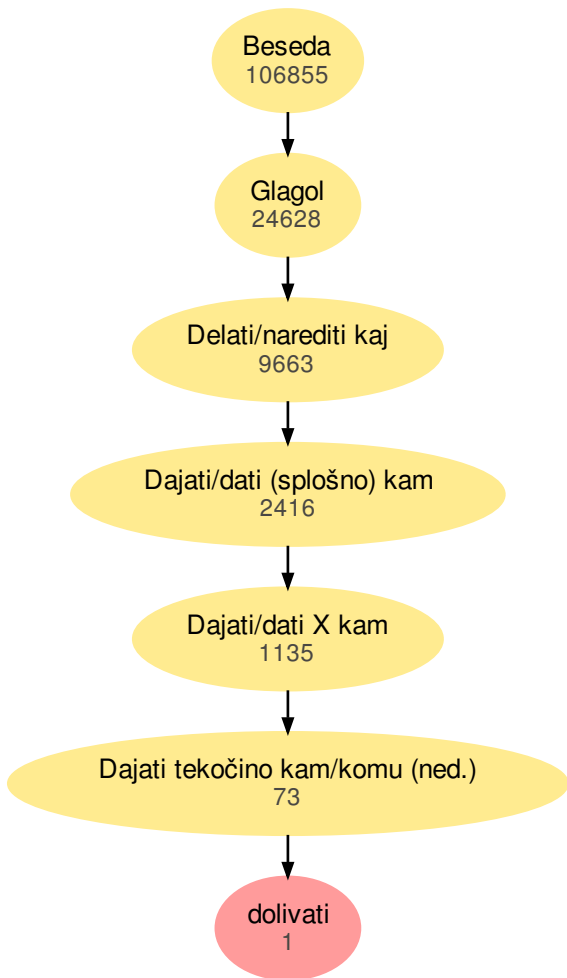 Beseda
106855
Glagol
24628
Delati/narediti kaj
9663
Dajati/dati (splošno) kam
2416
Dajati/dati X kam
1135
Dajati tekočino kam/komu (ned.)
73
dolivati
1